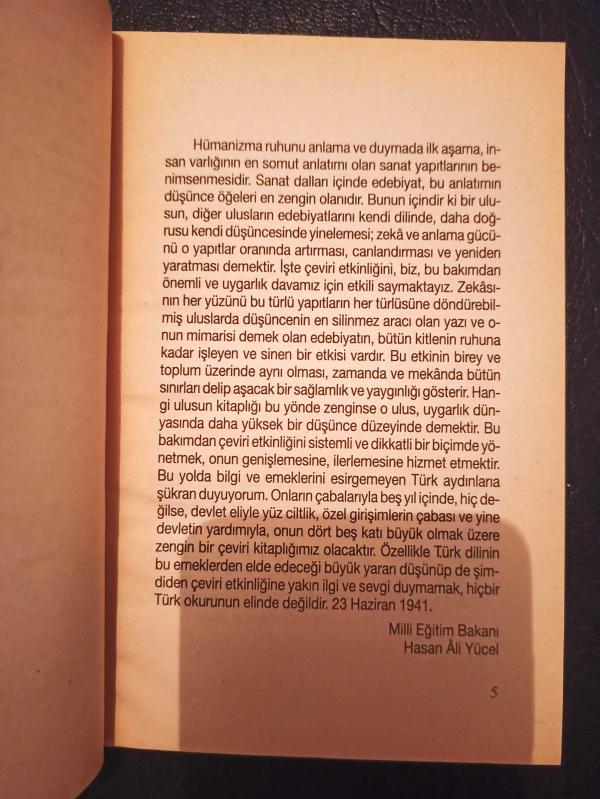 Hümanizma ruhunu anlama ve duymada ilk aşama, in-
san varlığının en somut anlatımı olan sanat yapıtlarının be-
nimsenmesidir. Sanat dalları içinde edebiyat, bu anlatımın
düşünce öğeleri en zengin olanıdır. Bunun içindir ki bir ulu-
sun, diğer ulusların edebiyatlarını kendi dilinde, daha doğ-
rusu kendi düşüncesinde yinelemesi; zekâ ve anlama gücü-
nü o yapıtlar oranında artırması, canlandırması ve yeniden
yaratması demektir. İşte çeviri etkinliğini, biz, bu bakımdan
önemli ve uygarlık davamız için etkili saymaktayız. Zekâsı-
nın her yüzünü bu türlü yapıtların her türlüsüne döndürebil-
miş uluslarda düşüncenin en silinmez aracı olan yazı ve o-
nun mimarisi demek olan edebiyatın, bütün kitlenin ruhuna
kadar işleyen ve sinen bir etkisi vardır. Bu etkinin birey ve
toplum üzerinde aynı olması, zamanda ve mekânda bütün
sınırları delip aşacak bir sağlamlık ve yaygınlığı gösterir. Han-
gi ulusun kitaplığı bu yönde zenginse o ulus, uygarlık dün-
yasında daha yüksek bir düşünce düzeyinde demektir. Bu
bakımdan çeviri etkinliğini sistemli ve dikkatli bir biçimde yö-
netmek, onun genişlemesine, ilerlemesine hizmet etmektir.
Bu yolda bilgi ve emeklerini esirgemeyen Türk aydınlarına
şükran duyuyorum. Onların çabalarıyla beş yıl içinde, hiç de-
ğilse, devlet eliyle yüz ciltlik, özel girişimlerin çabası ve yine
devletin yardımıyla, onun dört beş katı büyük olmak üzere
zengin bir çeviri kitaplığımız olacaktır. Özellikle Türk dilinin
bu emeklerden elde edeceği büyük yararı düşünüp de şim-
diden çeviri etkinliğine yakın ilgi ve sevgi duymamak, hiçbir
Türk okurunun elinde değildir. 23 Haziran 1941.
Milli Eğitim Bakanı
Hasan Âli Yücel
5